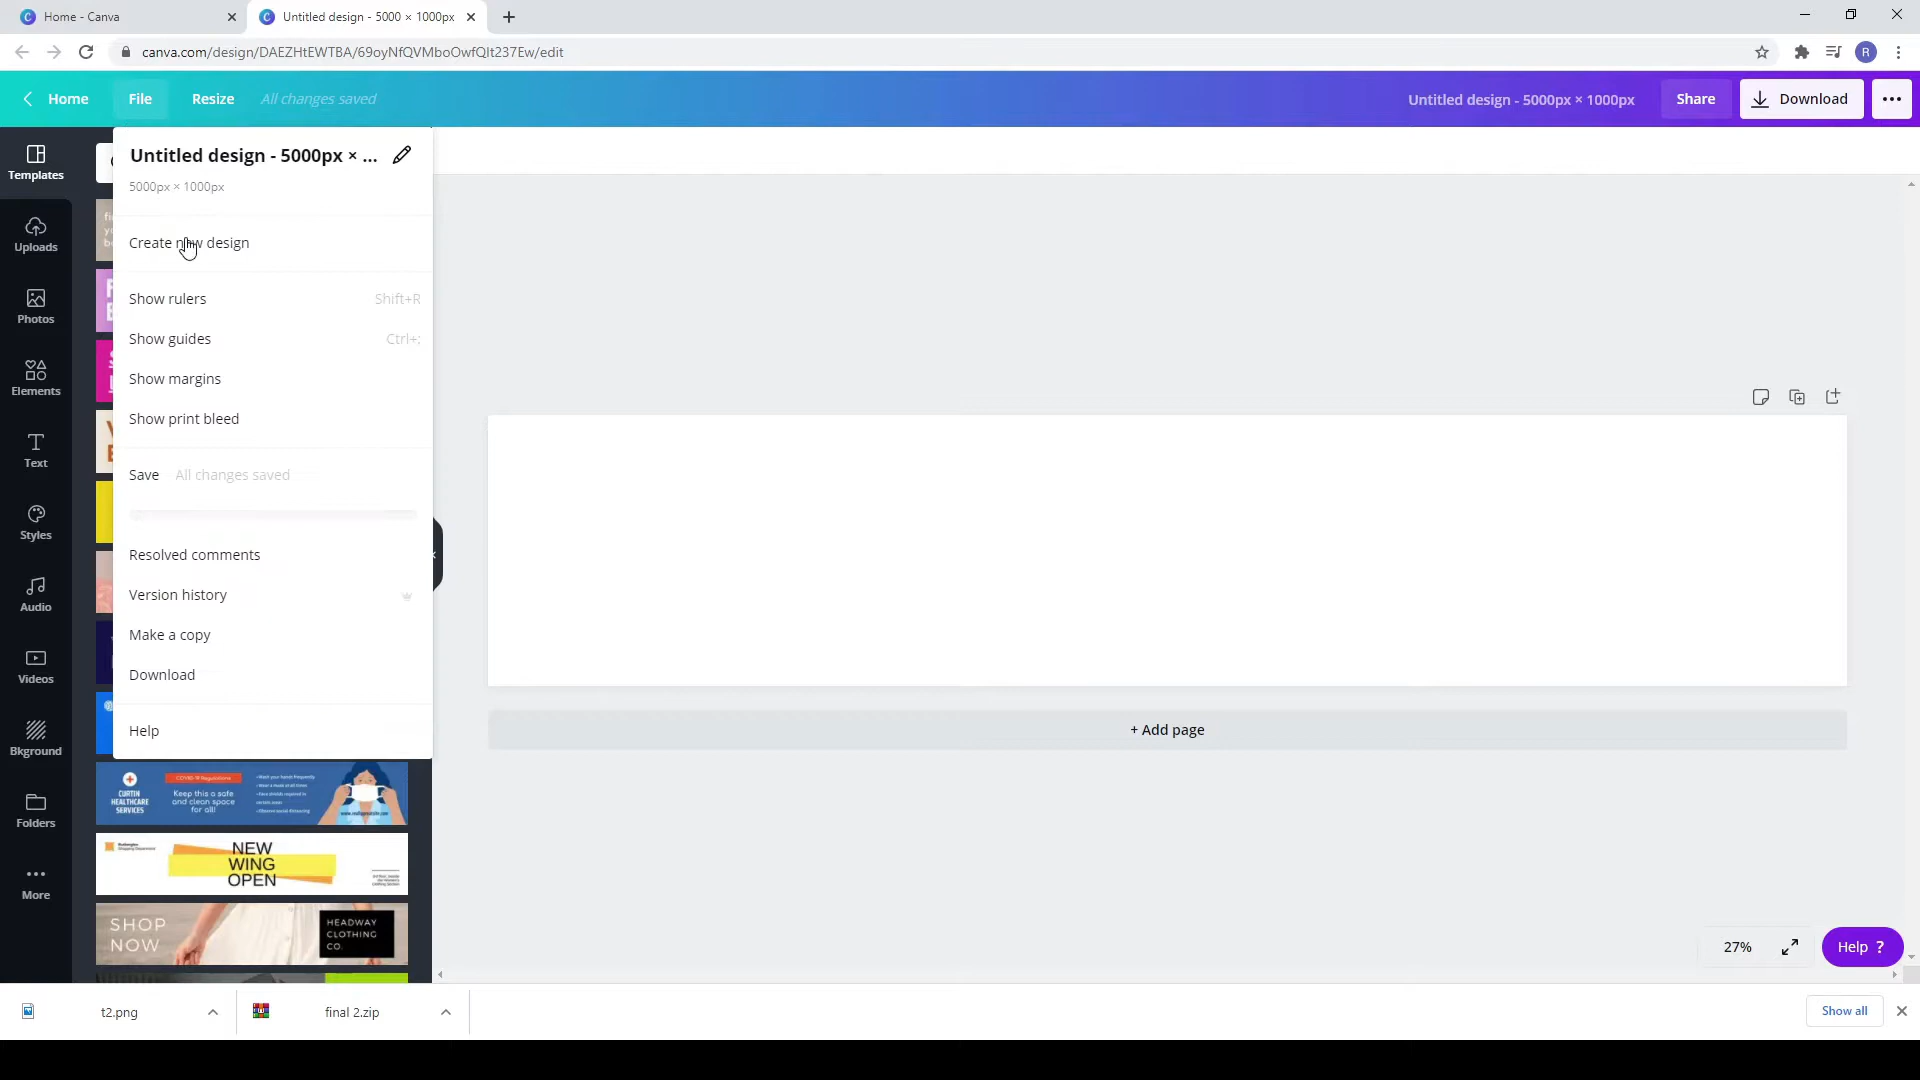 Home - Canva
Untitled design - 5000 × 1000px
canva.com/design/DAEZHtEWTBA/69oyNfQVMboOwfQIt237Ew/edit
R
Home
File
Resize
All changes saved
Untitled design - 5000px × 1000px
Share
Download
Templates
Uploads
Photos
Elements
Text
Styles
Audio
Videos
Bkground
Folders
More
Untitled design - 5000px × ...
5000px × 1000px
Create new design
Show rulers Shift+R
Show guides Ctrl+;
Show margins
Show print bleed
Save All changes saved
Resolved comments
Version history
Make a copy
Download
Help
CURTIN
HEALTHCARE
SERVICES
COVID-19 Regulations
Keep this a safe
and clean space
for all!
NEW
WING
OPEN
SHOP
NOW
HEADWAY
CLOTHING
CO.
+ Add page
27%
Help ?
t2.png
final 2.zip
Show all